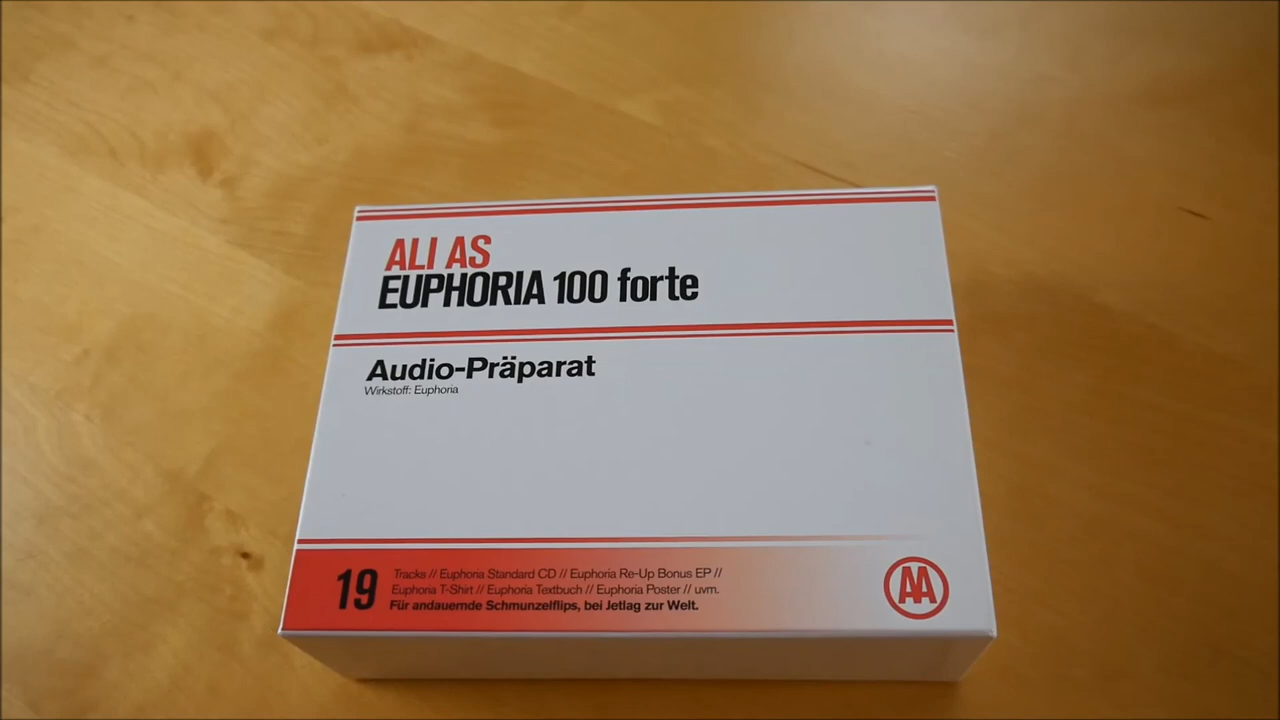 ALI AS
EUPHORIA 100 forte
Audio-Präparat
Wirkstoff: Euphoria
19
Tracks // Euphoria Standard CD // Euphoria Re-Up Bonus EP //
Euphoria T-Shirt // Euphoria Textbuch // Euphoria Poster // uvm.
Für andauernde Schmunzelflips, bei Jetlag zur Welt.
AA